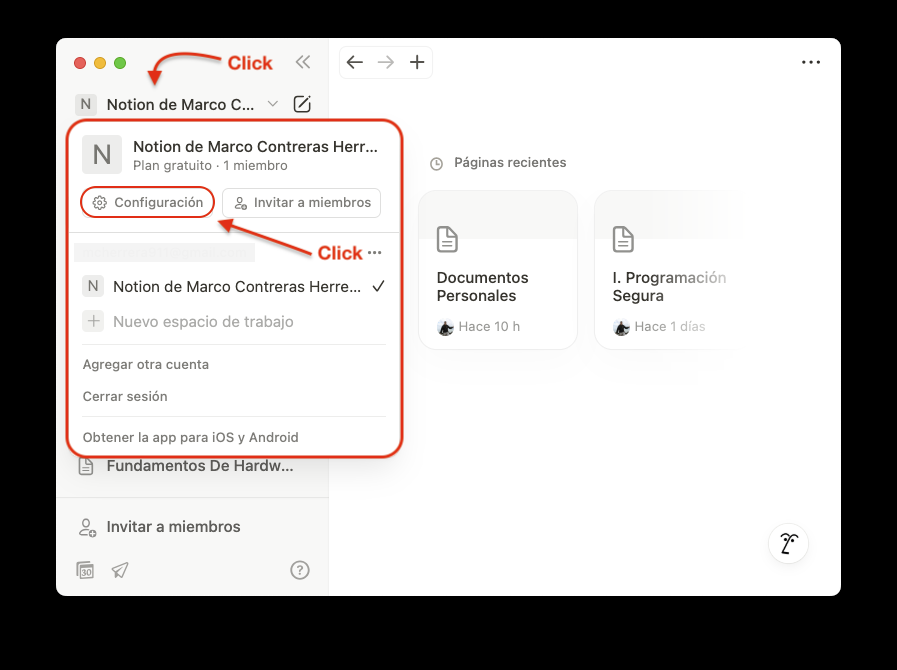 Click
N Notion de Marco C...
N
Notion de Marco Contreras Herr...
Plan gratuito · 1 miembro
Configuración
Invitar a miembros
Click
N Notion de Marco Contreras Herre...
Nuevo espacio de trabajo
Agregar otra cuenta
Cerrar sesión
Obtener la app para iOS y Android
Fundamentos De Hardw...
Invitar a miembros
30
?
Páginas recientes
Documentos
Personales
Hace 10 h
I. Programación
Segura
Hace 1 días